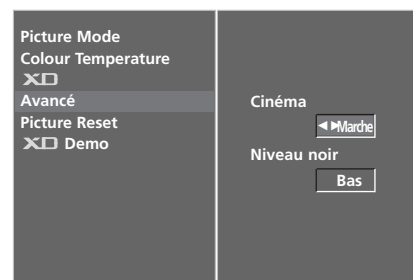 Picture Mode
Colour Temperature
XD
Avancé
Picture Reset
XD Demo
Cinéma
◄ ►Marche
Niveau noir
Bas